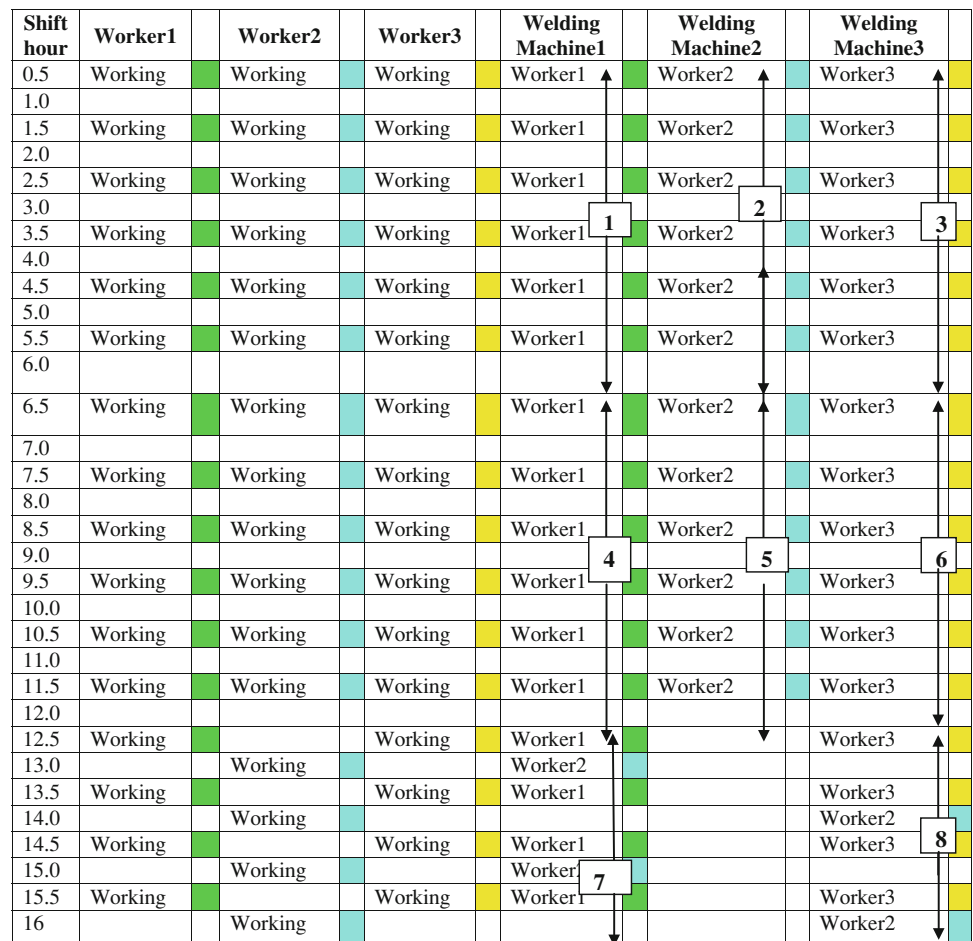 Shift hour Worker1 Worker2 Worker3 Welding Machine1 Welding Machine2 Welding Machine3
0.5 Working Working Working Worker1 Worker2 Worker3
1.0
1.5 Working Working Working Worker1 Worker2 Worker3
2.0
2.5 Working Working Working Worker1 Worker2 Worker3
3.0
1 2 3
3.5 Working Working Working Worker1 Worker2 Worker3
4.0
4.5 Working Working Working Worker1 Worker2 Worker3
5.0
5.5 Working Working Working Worker1 Worker2 Worker3
6.0
6.5 Working Working Working Worker1 Worker2 Worker3
7.0
7.5 Working Working Working Worker1 Worker2 Worker3
8.0
8.5 Working Working Working Worker1 Worker2 Worker3
9.0 4 5 6
9.5 Working Working Working Worker1 Worker2 Worker3
10.0
10.5 Working Working Working Worker1 Worker2 Worker3
11.0
11.5 Working Working Working Worker1 Worker2 Worker3
12.0
12.5 Working Working Worker1 Worker3
13.0 Working Worker2
13.5 Working Working Worker1 Worker3
14.0 Working Worker2
14.5 Working Working Worker1 Worker3 8
15.0 Working Worker2
7
15.5 Working Working Worker1 Worker3
16 Working Worker2